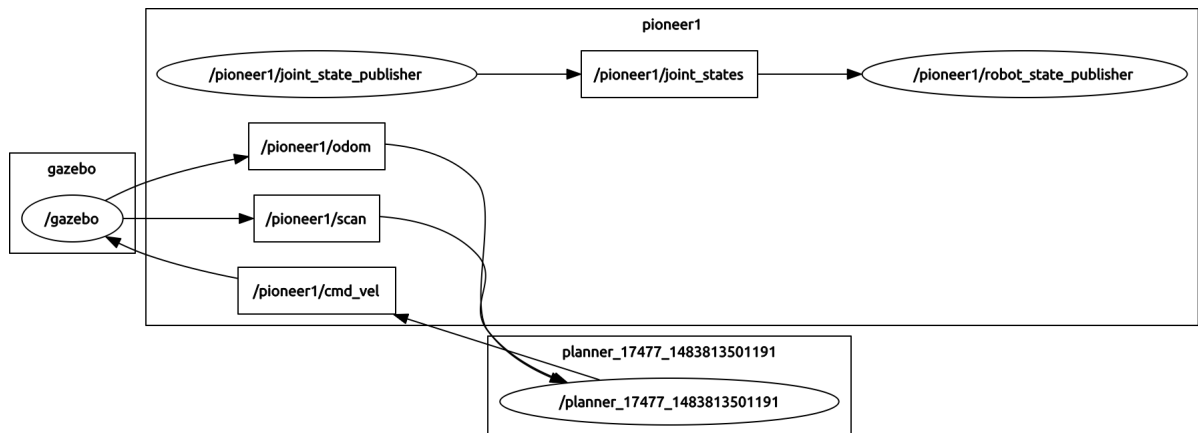 pioneer1
/pioneer1/joint_state_publisher
/pioneer1/joint_states
/pioneer1/robot_state_publisher
/pioneer1/odom
gazebo
/gazebo
/pioneer1/scan
/pioneer1/cmd_vel
planner_17477_1483813501191
/planner_17477_1483813501191